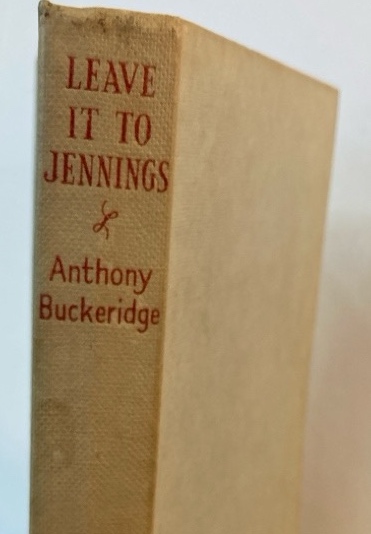 LEAVE
IT TO
JENNINGS
Anthony
Buckeridge